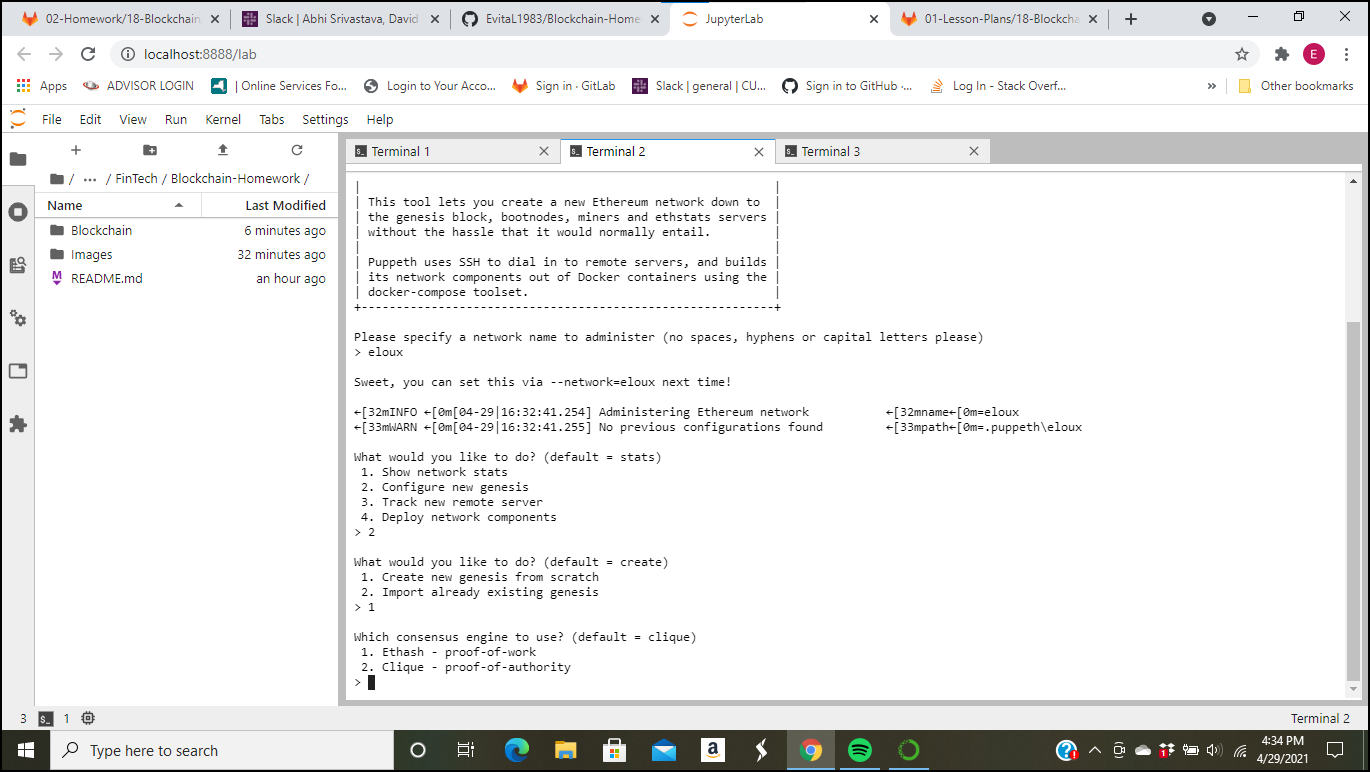 02-Homework/18-Blockchain
Slack | Abhi Srivastava, David
EvitaL1983/Blockchain-Home
JupyterLab
01-Lesson-Plans/18-Blockcha
localhost:8888/lab
E
Apps
ADVISOR LOGIN
| Online Services Fo...
Login to Your Acco...
Sign in · GitLab
Slack | general | CU...
Sign in to GitHub ·...
Log In - Stack Overf...
»
Other bookmarks
File Edit View Run Kernel Tabs Settings Help
Terminal 1
Terminal 2
Terminal 3
/ ... / FinTech / Blockchain-Homework /
Name Last Modified
Blockchain 6 minutes ago
Images 32 minutes ago
README.md an hour ago
| |
| This tool lets you create a new Ethereum network down to |
| the genesis block, bootnodes, miners and ethstats servers |
| without the hassle that it would normally entail. |
| |
| Puppeth uses SSH to dial in to remote servers, and builds |
| its network components out of Docker containers using the |
| docker-compose toolset. |
+-----------------------------------------------------------+
Please specify a network name to administer (no spaces, hyphens or capital letters please)
> eloux
Sweet, you can set this via --network=eloux next time!
←[32mINFO ←[0m[04-29|16:32:41.254] Administering Ethereum network ←[32mname←[0m=eloux
←[33mWARN ←[0m[04-29|16:32:41.255] No previous configurations found ←[33mpath←[0m=.puppeth\eloux
What would you like to do? (default = stats)
1. Show network stats
2. Configure new genesis
3. Track new remote server
4. Deploy network components
> 2
What would you like to do? (default = create)
1. Create new genesis from scratch
2. Import already existing genesis
> 1
Which consensus engine to use? (default = clique)
1. Ethash - proof-of-work
2. Clique - proof-of-authority
>
3 1 Terminal 2
Type here to search
4:34 PM
4/29/2021